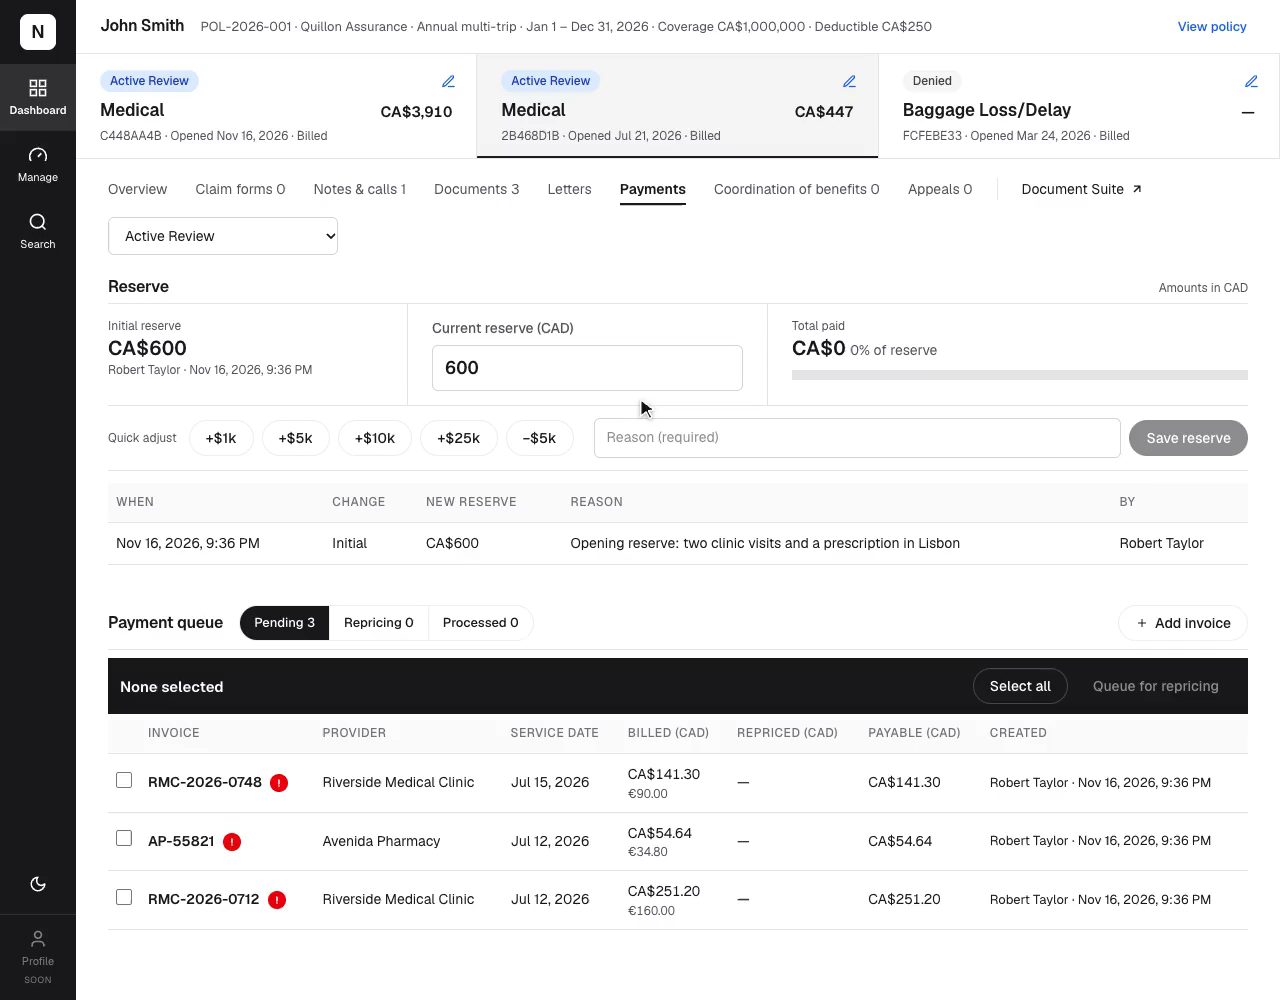 N
Dashboard
Manage
Search
Profile
SOON
John Smith POL-2026-001 · Quillon Assurance · Annual multi-trip · Jan 1 – Dec 31, 2026 · Coverage CA$1,000,000 · Deductible CA$250 View policy
Active Review
Medical CA$3,910
C448AA4B · Opened Nov 16, 2026 · Billed
Active Review
Medical CA$447
2B468D1B · Opened Jul 21, 2026 · Billed
Denied
Baggage Loss/Delay —
FCFEBE33 · Opened Mar 24, 2026 · Billed
Overview Claim forms 0 Notes & calls 1 Documents 3 Letters Payments Coordination of benefits 0 Appeals 0 Document Suite
Active Review
Reserve Amounts in CAD
Initial reserve
CA$600
Robert Taylor · Nov 16, 2026, 9:36 PM
Current reserve (CAD)
600
Total paid
CA$0 0% of reserve
Quick adjust +$1k +$5k +$10k +$25k −$5k Reason (required) Save reserve
WHEN CHANGE NEW RESERVE REASON BY
Nov 16, 2026, 9:36 PM Initial CA$600 Opening reserve: two clinic visits and a prescription in Lisbon Robert Taylor
Payment queue Pending 3 Repricing 0 Processed 0 + Add invoice
None selected Select all Queue for repricing
INVOICE PROVIDER SERVICE DATE BILLED (CAD) REPRICED (CAD) PAYABLE (CAD) CREATED
RMC-2026-0748 ! Riverside Medical Clinic Jul 15, 2026 CA$141.30 — CA$141.30 Robert Taylor · Nov 16, 2026, 9:36 PM
€90.00
AP-55821 ! Avenida Pharmacy Jul 12, 2026 CA$54.64 — CA$54.64 Robert Taylor · Nov 16, 2026, 9:36 PM
€34.80
RMC-2026-0712 ! Riverside Medical Clinic Jul 12, 2026 CA$251.20 — CA$251.20 Robert Taylor · Nov 16, 2026, 9:36 PM
€160.00